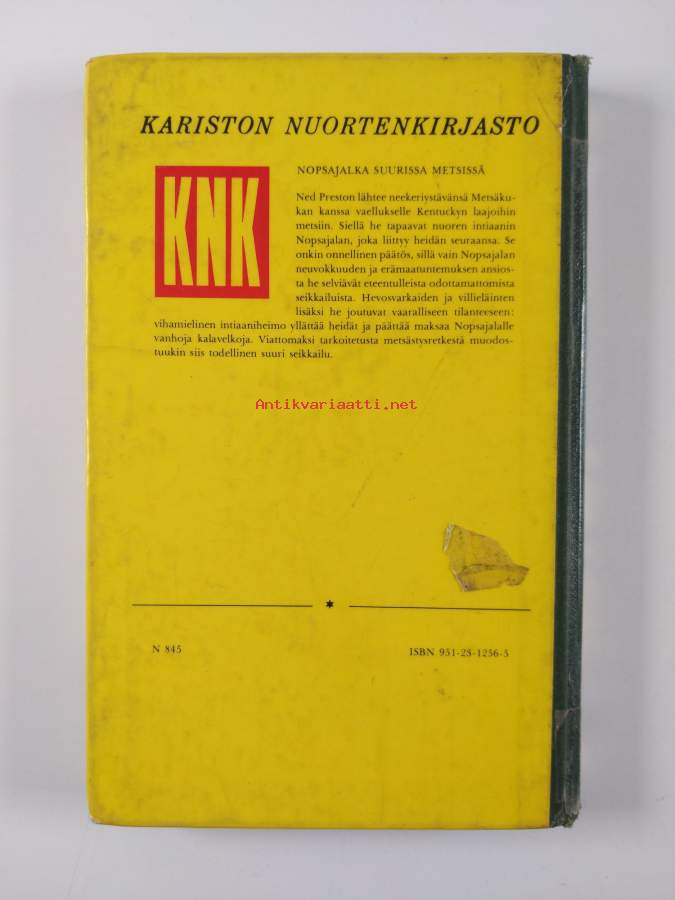 KARISTON NUORTENKIRJASTO
KNK
NOPSAJALKA SUURISSA METSISSÄ
Ned Preston lähtee neekeriystävänsä Metsäku-
kan kanssa vaellukselle Kentuckyn laajoihin
metsiin. Siellä he tapaavat nuoren intiaanin
Nopsajalan, joka liittyy heidän seuraansa. Se
onkin onnellinen päätös, sillä vain Nopsajalan
neuvokkuuden ja erämaatuntemuksen ansios-
ta he selviävät eteentulleista odottamattomista
seikkailuista. Hevosvarkaiden ja villieläinten
lisäksi he joutuvat vaaralliseen tilanteeseen:
vihamielinen intiaaniheimo yllättää heidät ja päättää maksaa Nopsajalalle
vanhoja kalavelkoja. Viattomaksi tarkoitetusta metsästysretkestä muodos-
tuukin siis todellinen suuri seikkailu.
Antikvariaatti.net
N 845
ISBN 951-23-1256-5